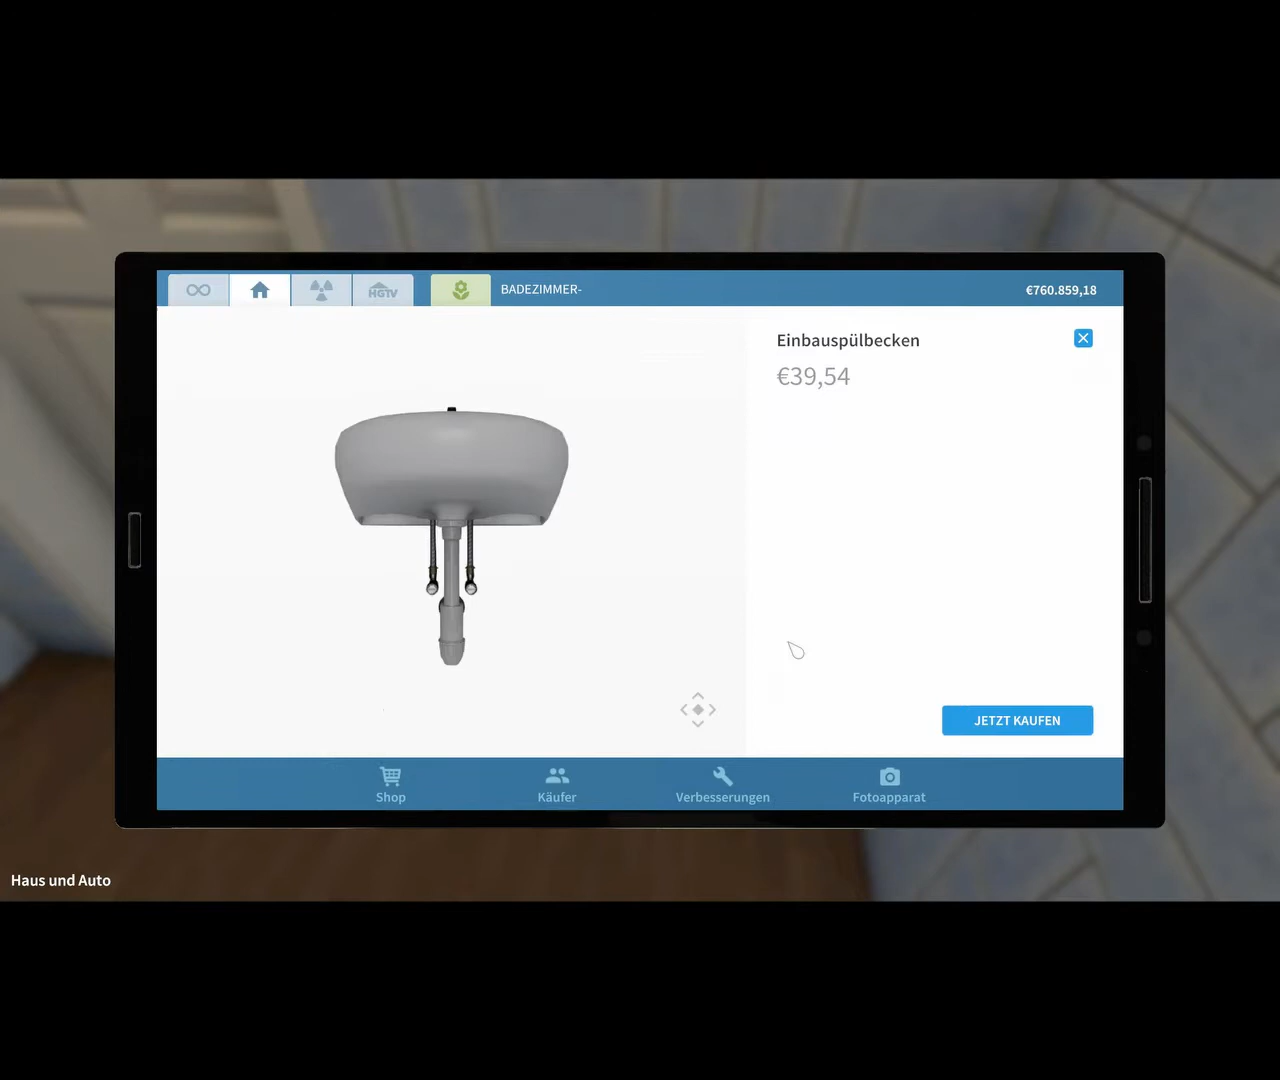 HGTV
BADEZIMMER-
€760.859,18
Einbauspülbecken
€39,54
JETZT KAUFEN
Shop
Käufer
Verbesserungen
Fotoapparat
Haus und Auto